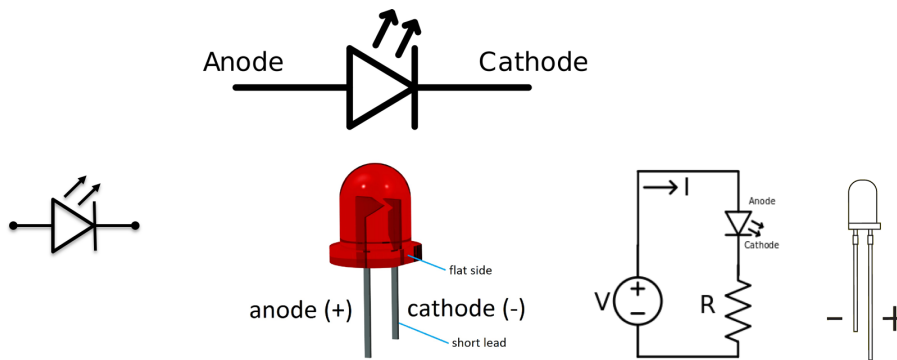 Anode
Cathode
flat side
anode (+)
cathode (-)
short lead
I
Anode
Cathode
V
+
−
R
−
+